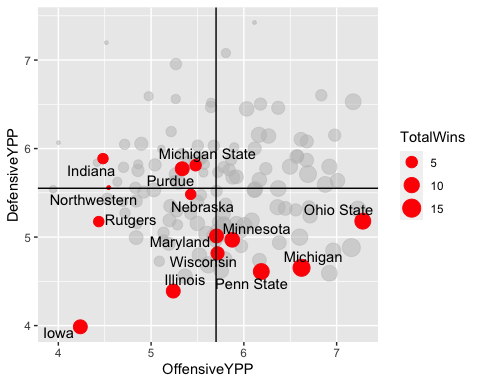 7
6
5
4
DefensiveYPP
Michigan State
Indiana
Purdue
Northwestern
Nebraska
Ohio State
Rutgers
Minnesota
Maryland
Wisconsin
Michigan
Illinois
Penn State
Iowa
4 5 6 7
OffensiveYPP
TotalWins
5
10
15